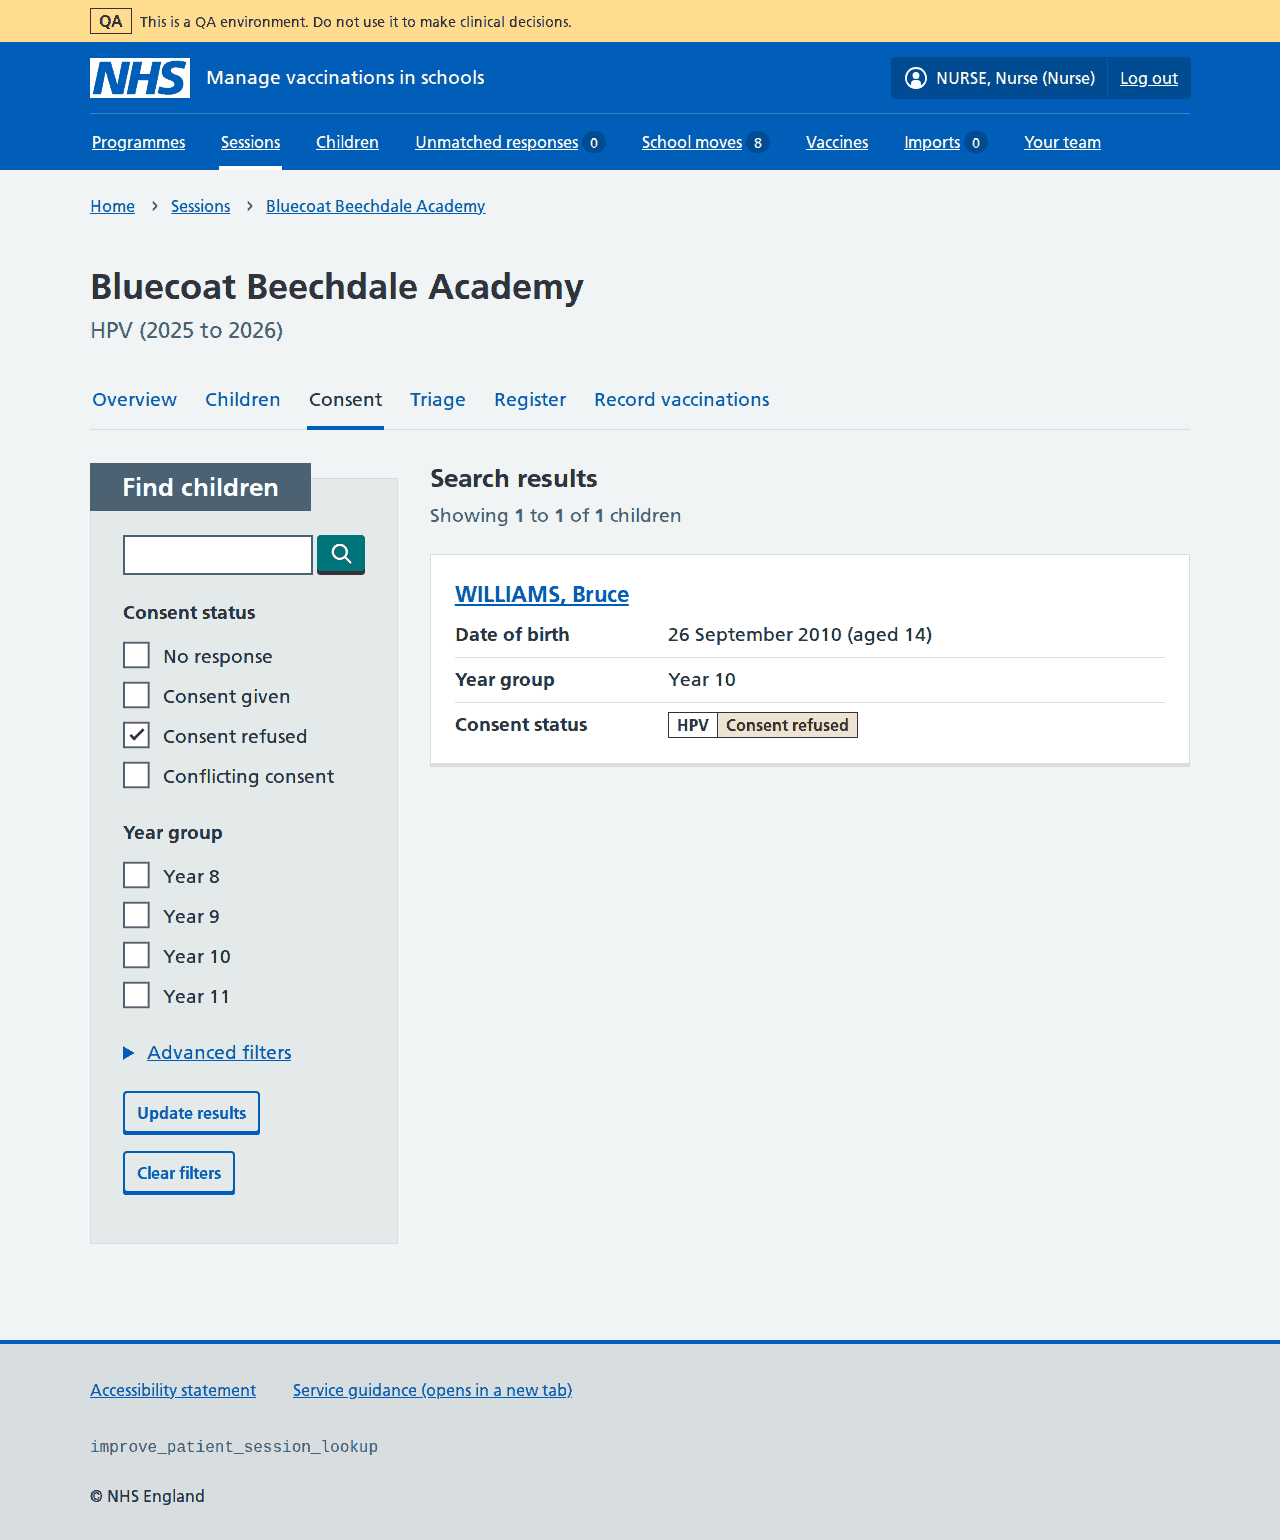 QA This is a QA environment. Do not use it to make clinical decisions.
NHS Manage vaccinations in schools NURSE, Nurse (Nurse) Log out
Programmes Sessions Children Unmatched responses 0 School moves 8 Vaccines Imports 0 Your team
Home Sessions Bluecoat Beechdale Academy
Bluecoat Beechdale Academy
HPV (2025 to 2026)
Overview Children Consent Triage Register Record vaccinations
Find children
Consent status
No response
Consent given
Consent refused
Conflicting consent
Year group
Year 8
Year 9
Year 10
Year 11
Advanced filters
Update results
Clear filters
Search results
Showing 1 to 1 of 1 children
WILLIAMS, Bruce
Date of birth 26 September 2010 (aged 14)
Year group Year 10
Consent status HPV Consent refused
Accessibility statement Service guidance (opens in a new tab)
improve_patient_session_lookup
© NHS England